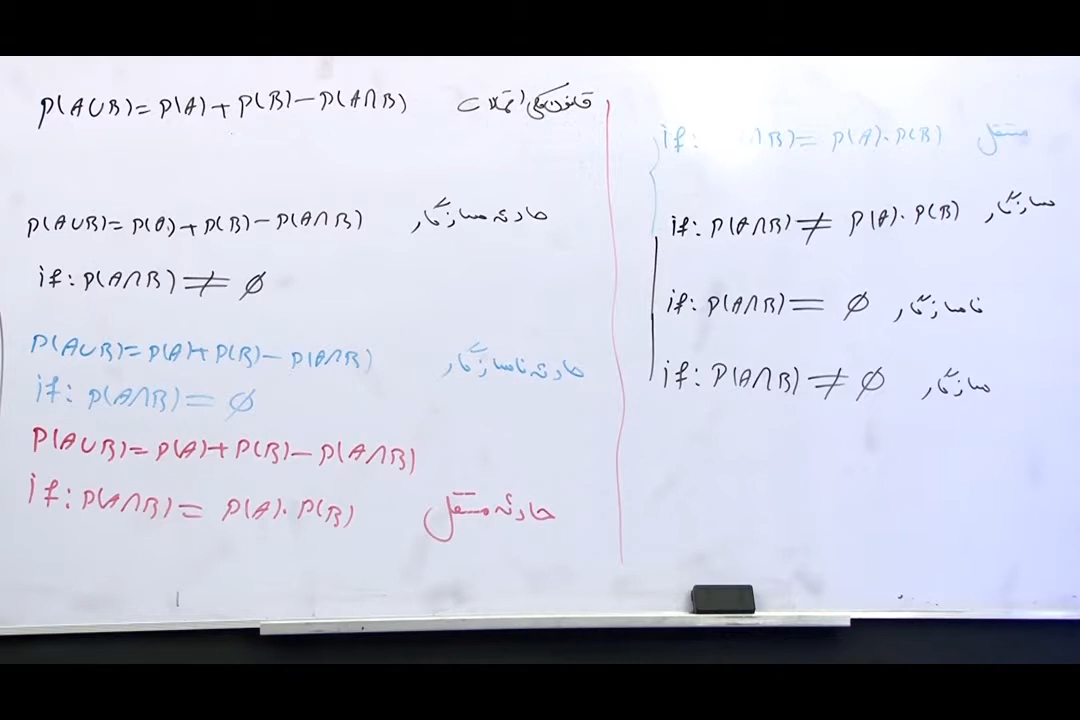 P(A∪B)=P(A)+P(B)−P(A∩B) قانون کلی احتمالات
P(A∪B)=P(A)+P(B)−P(A∩B) حادثه سازگار
if: P(A∩B) ≠ ∅
P(A∪B)=P(A)+P(B)−P(A∩B) حادثه ناسازگار
if: P(A∩B) = ∅
P(A∪B)=P(A)+P(B)−P(A∩B)
if: P(A∩B) = P(A).P(B) حادثه مستقل
if: ∩B)= P(A).P(B) مستقل
if: P(A∩B) ≠ P(A).P(B) سازگار
if: P(A∩B) = ∅ ناسازگار
if: P(A∩B) ≠ ∅ سازگار